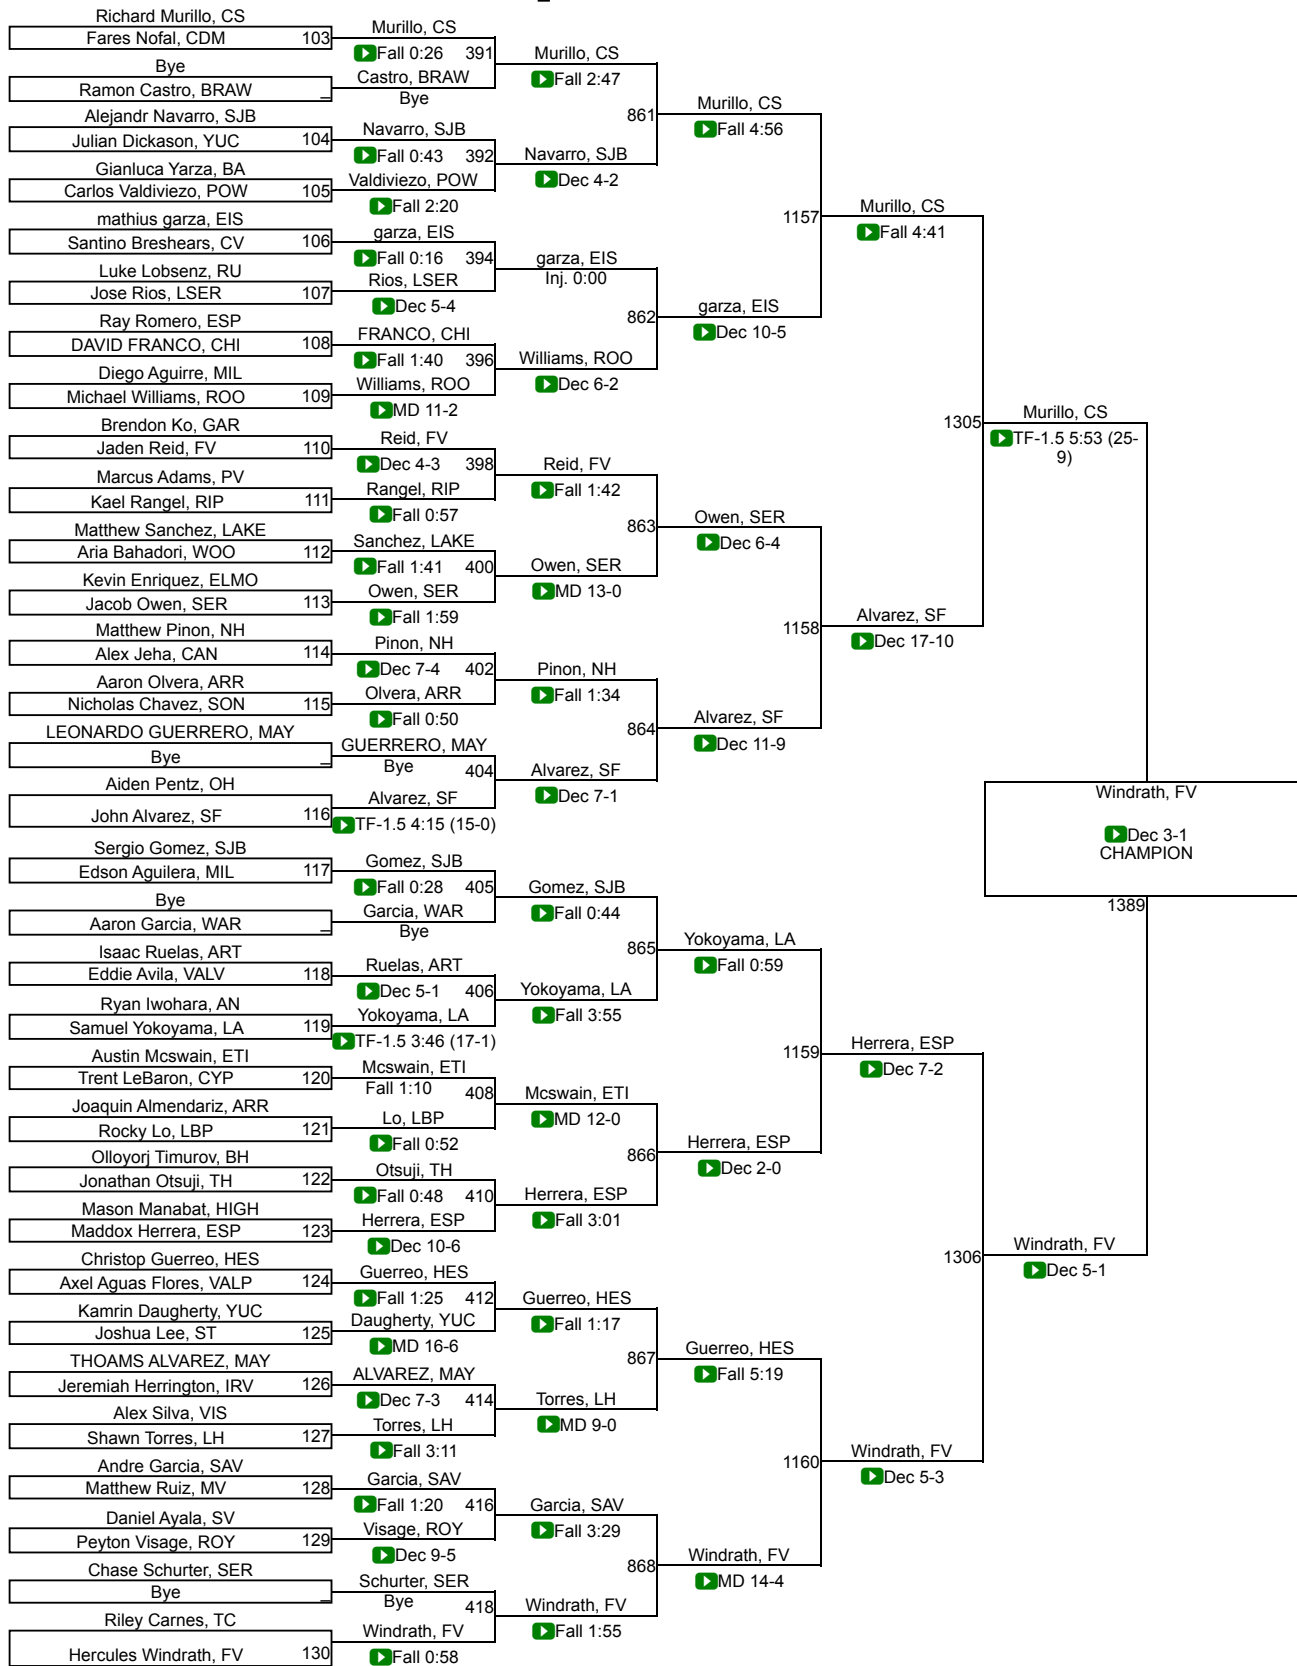 Richard Murillo, CS
Fares Nofal, CDM 103
Bye
Ramon Castro, BRAW _
Alejandr Navarro, SJB
Julian Dickason, YUC 104
Gianluca Yarza, BA
Carlos Valdiviezo, POW 105
mathius garza, EIS
Santino Breshears, CV 106
Luke Lobsenz, RU
Jose Rios, LSER 107
Ray Romero, ESP
DAVID FRANCO, CHI 108
Diego Aguirre, MIL
Michael Williams, ROO 109
Brendon Ko, GAR
Jaden Reid, FV 110
Marcus Adams, PV
Kael Rangel, RIP 111
Matthew Sanchez, LAKE
Aria Bahadori, WOO 112
Kevin Enriquez, ELMO
Jacob Owen, SER 113
Matthew Pinon, NH
Alex Jeha, CAN 114
Aaron Olvera, ARR
Nicholas Chavez, SON 115
LEONARDO GUERRERO, MAY
Bye _
Aiden Pentz, OH
John Alvarez, SF 116
Sergio Gomez, SJB
Edson Aguilera, MIL 117
Bye
Aaron Garcia, WAR _
Isaac Ruelas, ART
Eddie Avila, VALV 118
Ryan Iwohara, AN
Samuel Yokoyama, LA 119
Austin Mcswain, ETI
Trent LeBaron, CYP 120
Joaquin Almendariz, ARR
Rocky Lo, LBP 121
Olloyorj Timurov, BH
Jonathan Otsuji, TH 122
Mason Manabat, HIGH
Maddox Herrera, ESP 123
Christop Guerreo, HES
Axel Aguas Flores, VALP 124
Kamrin Daugherty, YUC
Joshua Lee, ST 125
THOAMS ALVAREZ, MAY
Jeremiah Herrington, IRV 126
Alex Silva, VIS
Shawn Torres, LH 127
Andre Garcia, SAV
Matthew Ruiz, MV 128
Daniel Ayala, SV
Peyton Visage, ROY 129
Chase Schurter, SER
Bye _
Riley Carnes, TC
Hercules Windrath, FV 130
Murillo, CS
Fall 0:26 391
Castro, BRAW
Bye
Navarro, SJB
Fall 0:43 392
Valdiviezo, POW
Fall 2:20
garza, EIS
Fall 0:16 394
Rios, LSER
Dec 5-4
FRANCO, CHI
Fall 1:40 396
Williams, ROO
MD 11-2
Reid, FV
Dec 4-3 398
Rangel, RIP
Fall 0:57
Sanchez, LAKE
Fall 1:41 400
Owen, SER
Fall 1:59
Pinon, NH
Dec 7-4 402
Olvera, ARR
Fall 0:50
GUERRERO, MAY
Bye 404
Alvarez, SF
TF-1.5 4:15 (15-0)
Gomez, SJB
Fall 0:28 405
Garcia, WAR
Bye
Ruelas, ART
Dec 5-1 406
Yokoyama, LA
TF-1.5 3:46 (17-1)
Mcswain, ETI
Fall 1:10 408
Lo, LBP
Fall 0:52
Otsuji, TH
Fall 0:48 410
Herrera, ESP
Dec 10-6
Guerreo, HES
Fall 1:25 412
Daugherty, YUC
MD 16-6
ALVAREZ, MAY
Dec 7-3 414
Torres, LH
Fall 3:11
Garcia, SAV
Fall 1:20 416
Visage, ROY
Dec 9-5
Schurter, SER
Bye 418
Windrath, FV
Fall 0:58
Murillo, CS
Fall 2:47
861
Navarro, SJB
Dec 4-2
garza, EIS
Inj. 0:00
862
Williams, ROO
Dec 6-2
Reid, FV
Fall 1:42
863
Owen, SER
MD 13-0
Pinon, NH
Fall 1:34
864
Alvarez, SF
Dec 7-1
Gomez, SJB
Fall 0:44
865
Yokoyama, LA
Fall 3:55
Mcswain, ETI
MD 12-0
866
Herrera, ESP
Fall 3:01
Guerreo, HES
Fall 1:17
867
Torres, LH
MD 9-0
Garcia, SAV
Fall 3:29
868
Windrath, FV
Fall 1:55
Murillo, CS
Fall 4:56
1157
garza, EIS
Dec 10-5
Owen, SER
Dec 6-4
1158
Alvarez, SF
Dec 11-9
Yokoyama, LA
Fall 0:59
1159
Herrera, ESP
Dec 2-0
Guerreo, HES
Fall 5:19
1160
Windrath, FV
MD 14-4
Murillo, CS
Fall 4:41
1305
Alvarez, SF
Dec 17-10
Herrera, ESP
Dec 7-2
1306
Windrath, FV
Dec 5-3
Murillo, CS
TF-1.5 5:53 (25-
9)
Windrath, FV
Dec 5-1
Windrath, FV
Dec 3-1
CHAMPION
1389